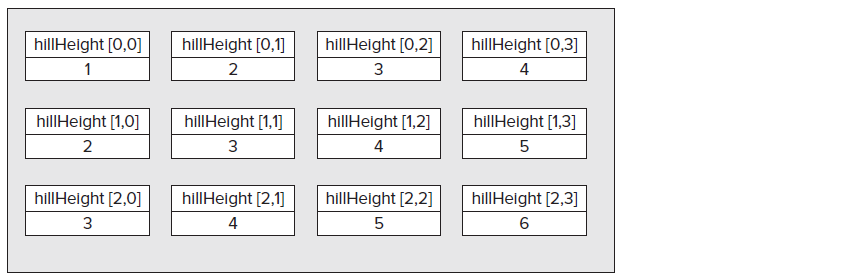 hillHeight [0,0] hillHeight [0,1] hillHeight [0,2] hillHeight [0,3]
1 2 3 4
hillHeight [1,0] hillHeight [1,1] hillHeight [1,2] hillHeight [1,3]
2 3 4 5
hillHeight [2,0] hillHeight [2,1] hillHeight [2,2] hillHeight [2,3]
3 4 5 6